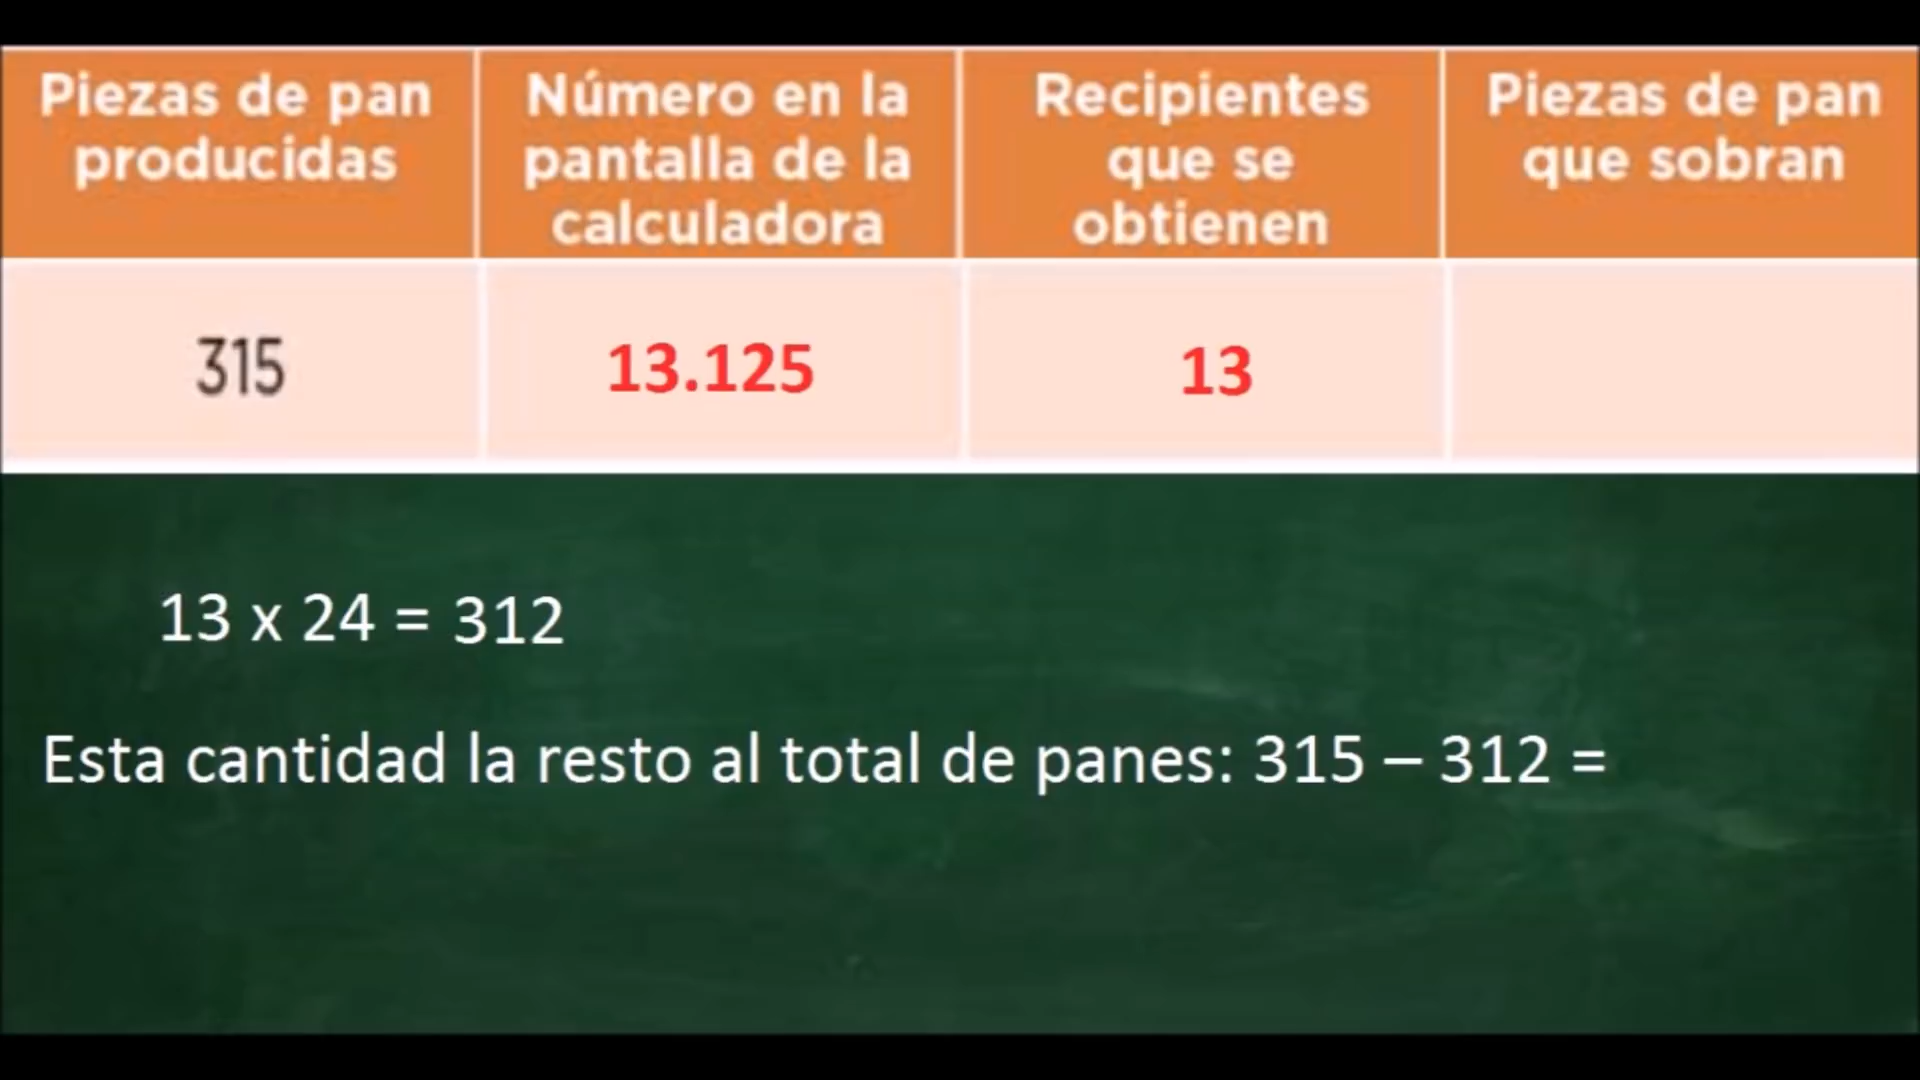 Piezas de pan
producidas
Número en la
pantalla de la
calculadora
Recipientes
que se
obtienen
Piezas de pan
que sobran
315
13.125
13
13 x 24 = 312
Esta cantidad la resto al total de panes: 315 – 312 =